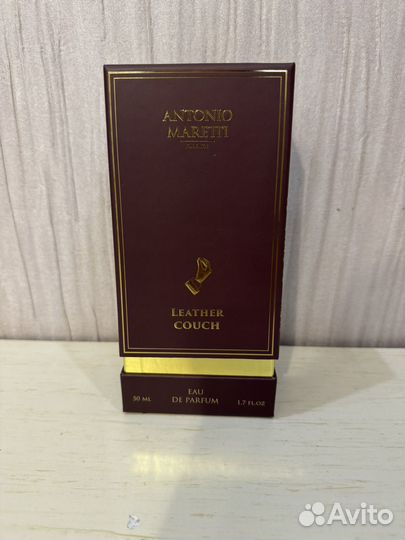 ANTONIO
MARETTI
LEATHER
COUCH
50 ML
EAU
DE PARFUM
1.7 FL.OZ
Avito